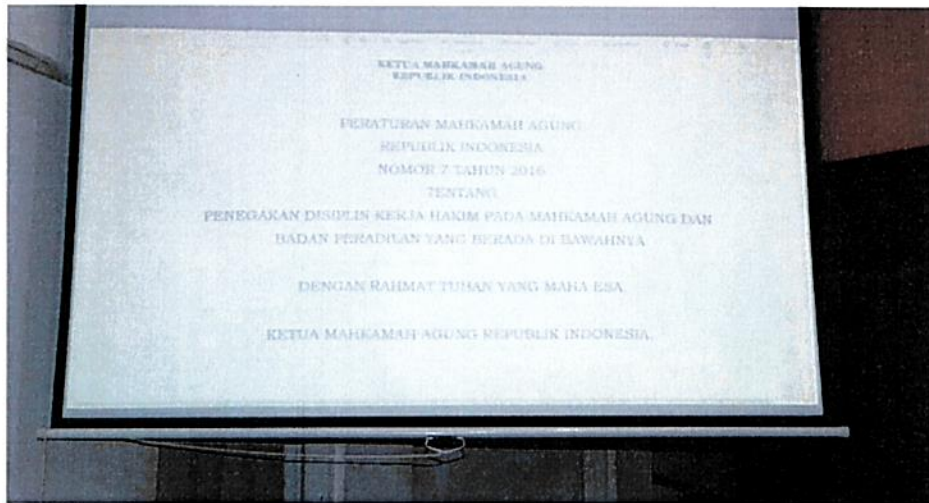 KETUA MAHKAMAH AGUNG
REPUBLIK INDONESIA
PERATURAN MAHKAMAH AGUNG
REPUBLIK INDONESIA
NOMOR 7 TAHUN 2016
TENTANG
PENEGAKAN DISIPLIN KERJA HAKIM PADA MAHKAMAH AGUNG DAN
BADAN PERADILAN YANG BERADA DI BAWAHNYA
DENGAN RAHMAT TUHAN YANG MAHA ESA
KETUA MAHKAMAH AGUNG REPUBLIK INDONESIA,